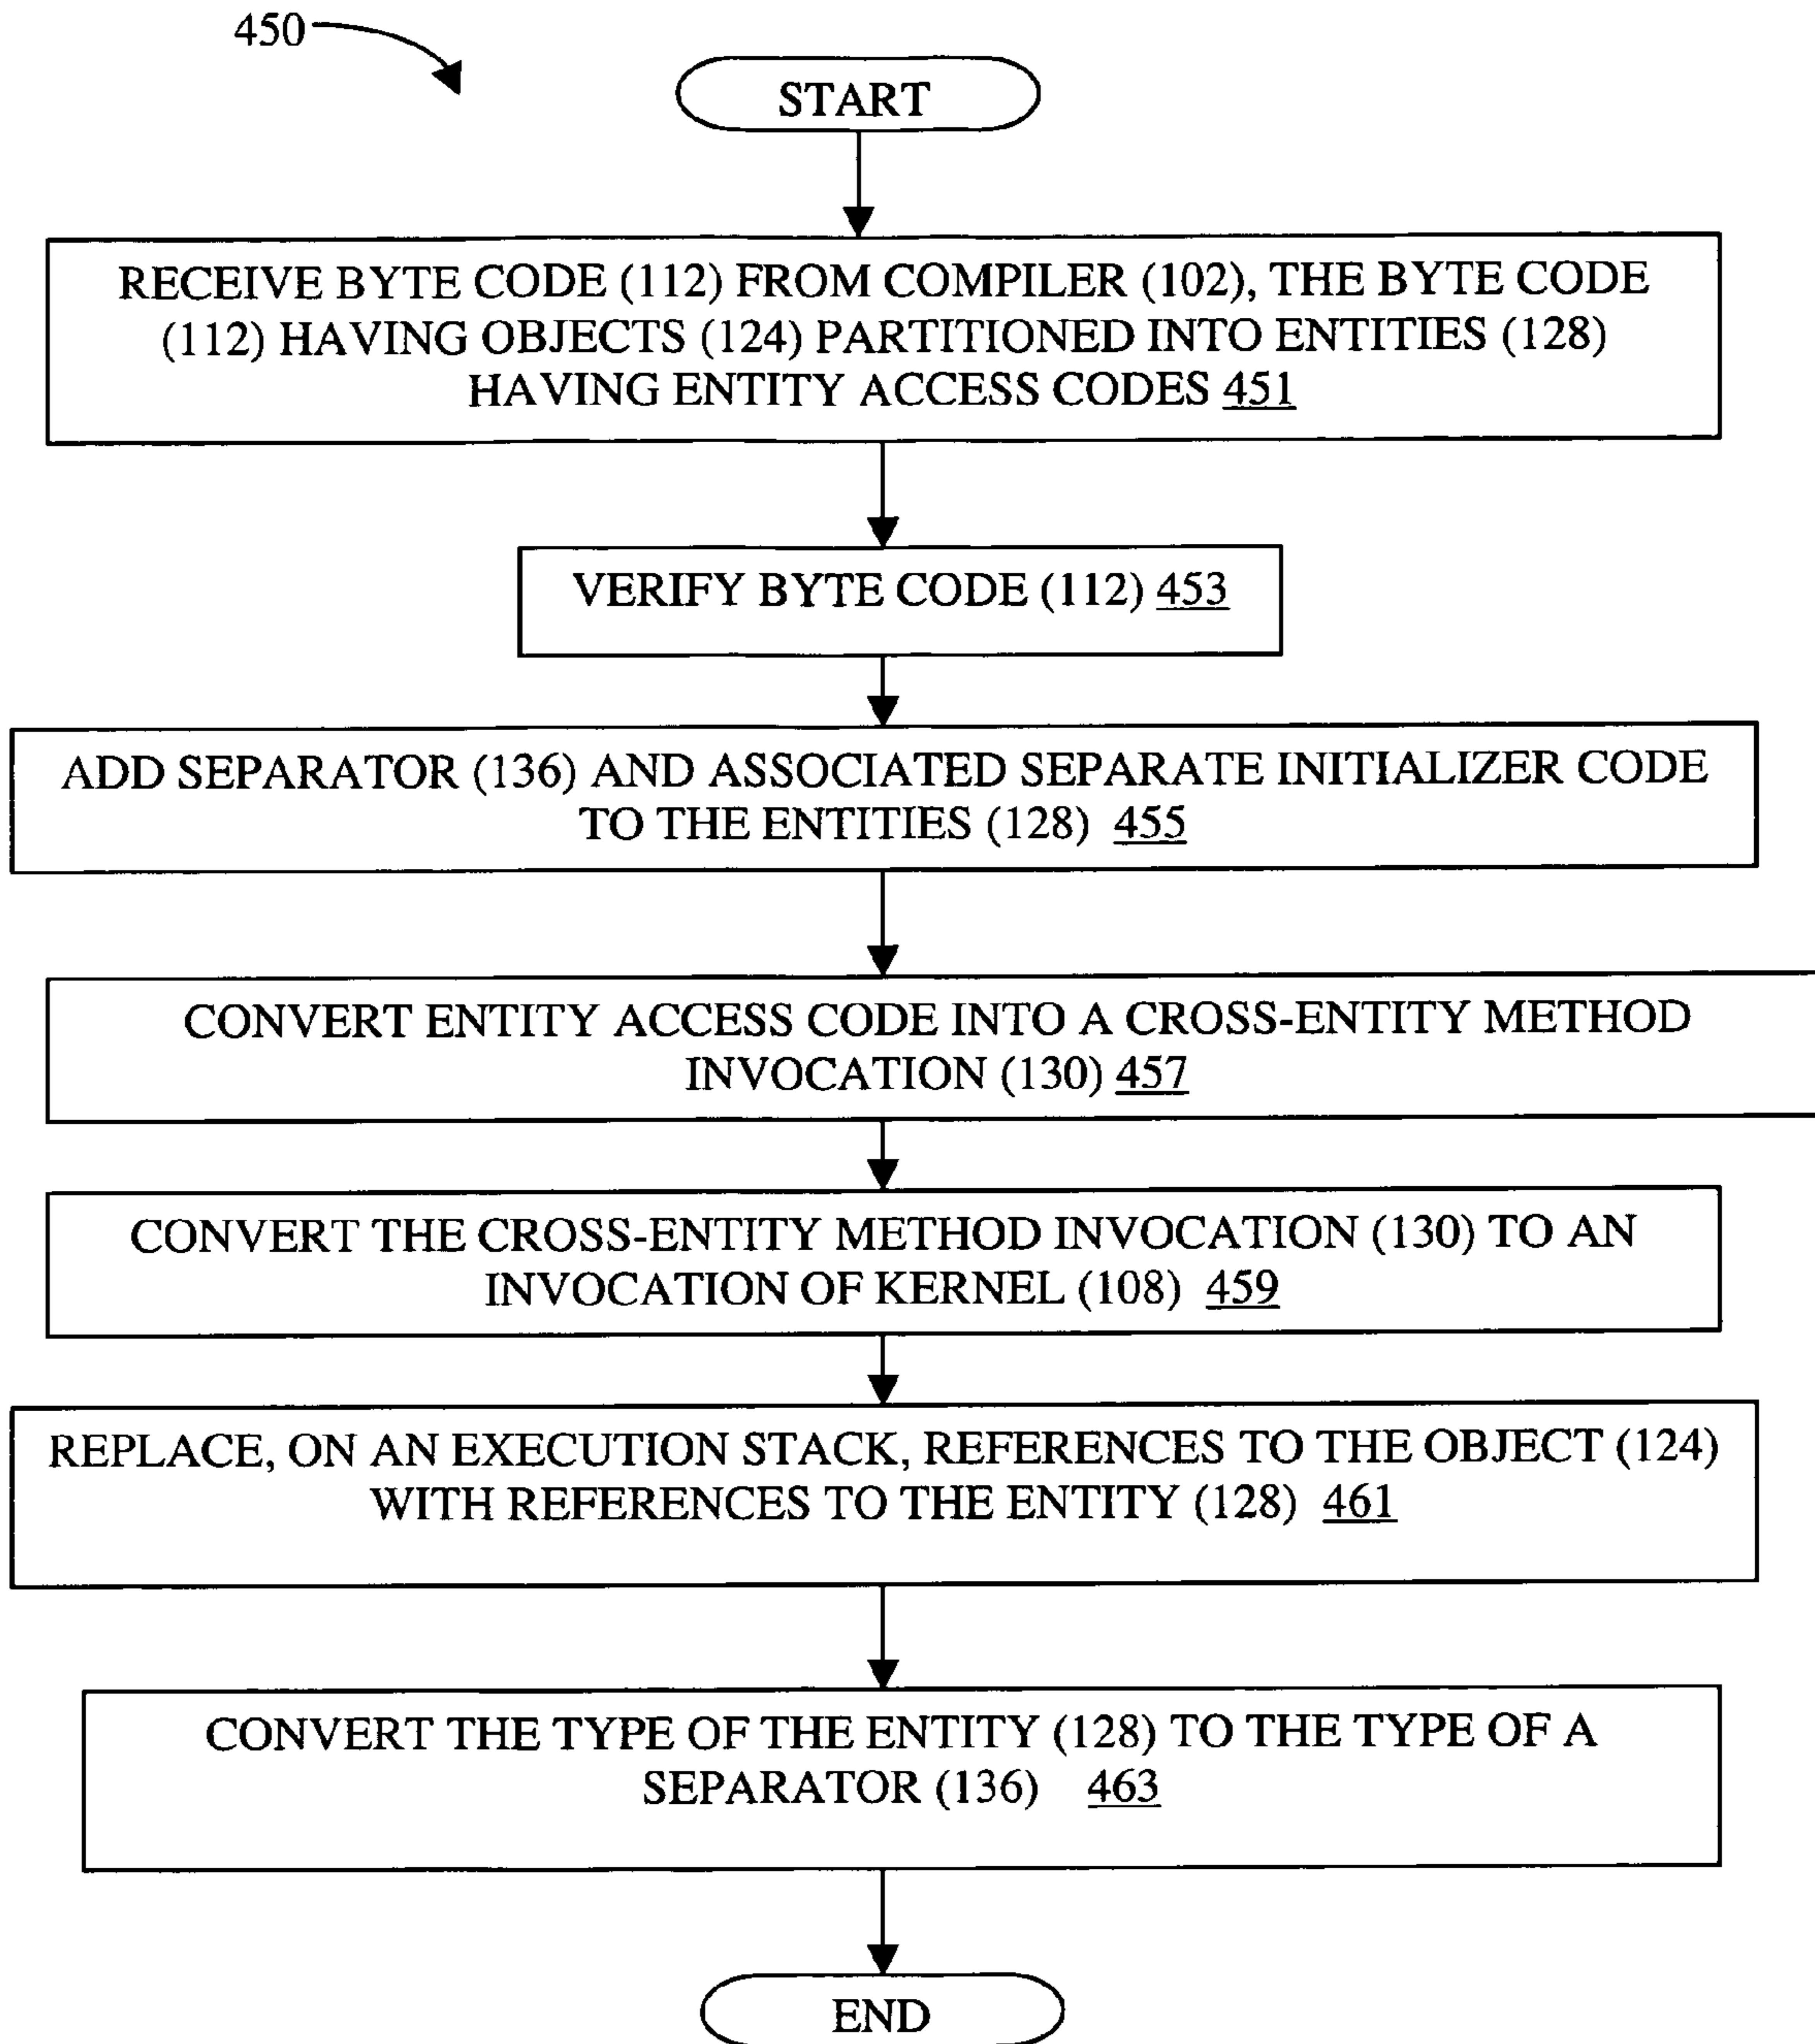 450
START
RECEIVE BYTE CODE (112) FROM COMPILER (102), THE BYTE CODE
(112) HAVING OBJECTS (124) PARTITIONED INTO ENTITIES (128)
HAVING ENTITY ACCESS CODES 451
VERIFY BYTE CODE (112) 453
ADD SEPARATOR (136) AND ASSOCIATED SEPARATE INITIALIZER CODE
TO THE ENTITIES (128) 455
CONVERT ENTITY ACCESS CODE INTO A CROSS-ENTITY METHOD
INVOCATION (130) 457
CONVERT THE CROSS-ENTITY METHOD INVOCATION (130) TO AN
INVOCATION OF KERNEL (108) 459
REPLACE, ON AN EXECUTION STACK, REFERENCES TO THE OBJECT (124)
WITH REFERENCES TO THE ENTITY (128) 461
CONVERT THE TYPE OF THE ENTITY (128) TO THE TYPE OF A
SEPARATOR (136) 463
END